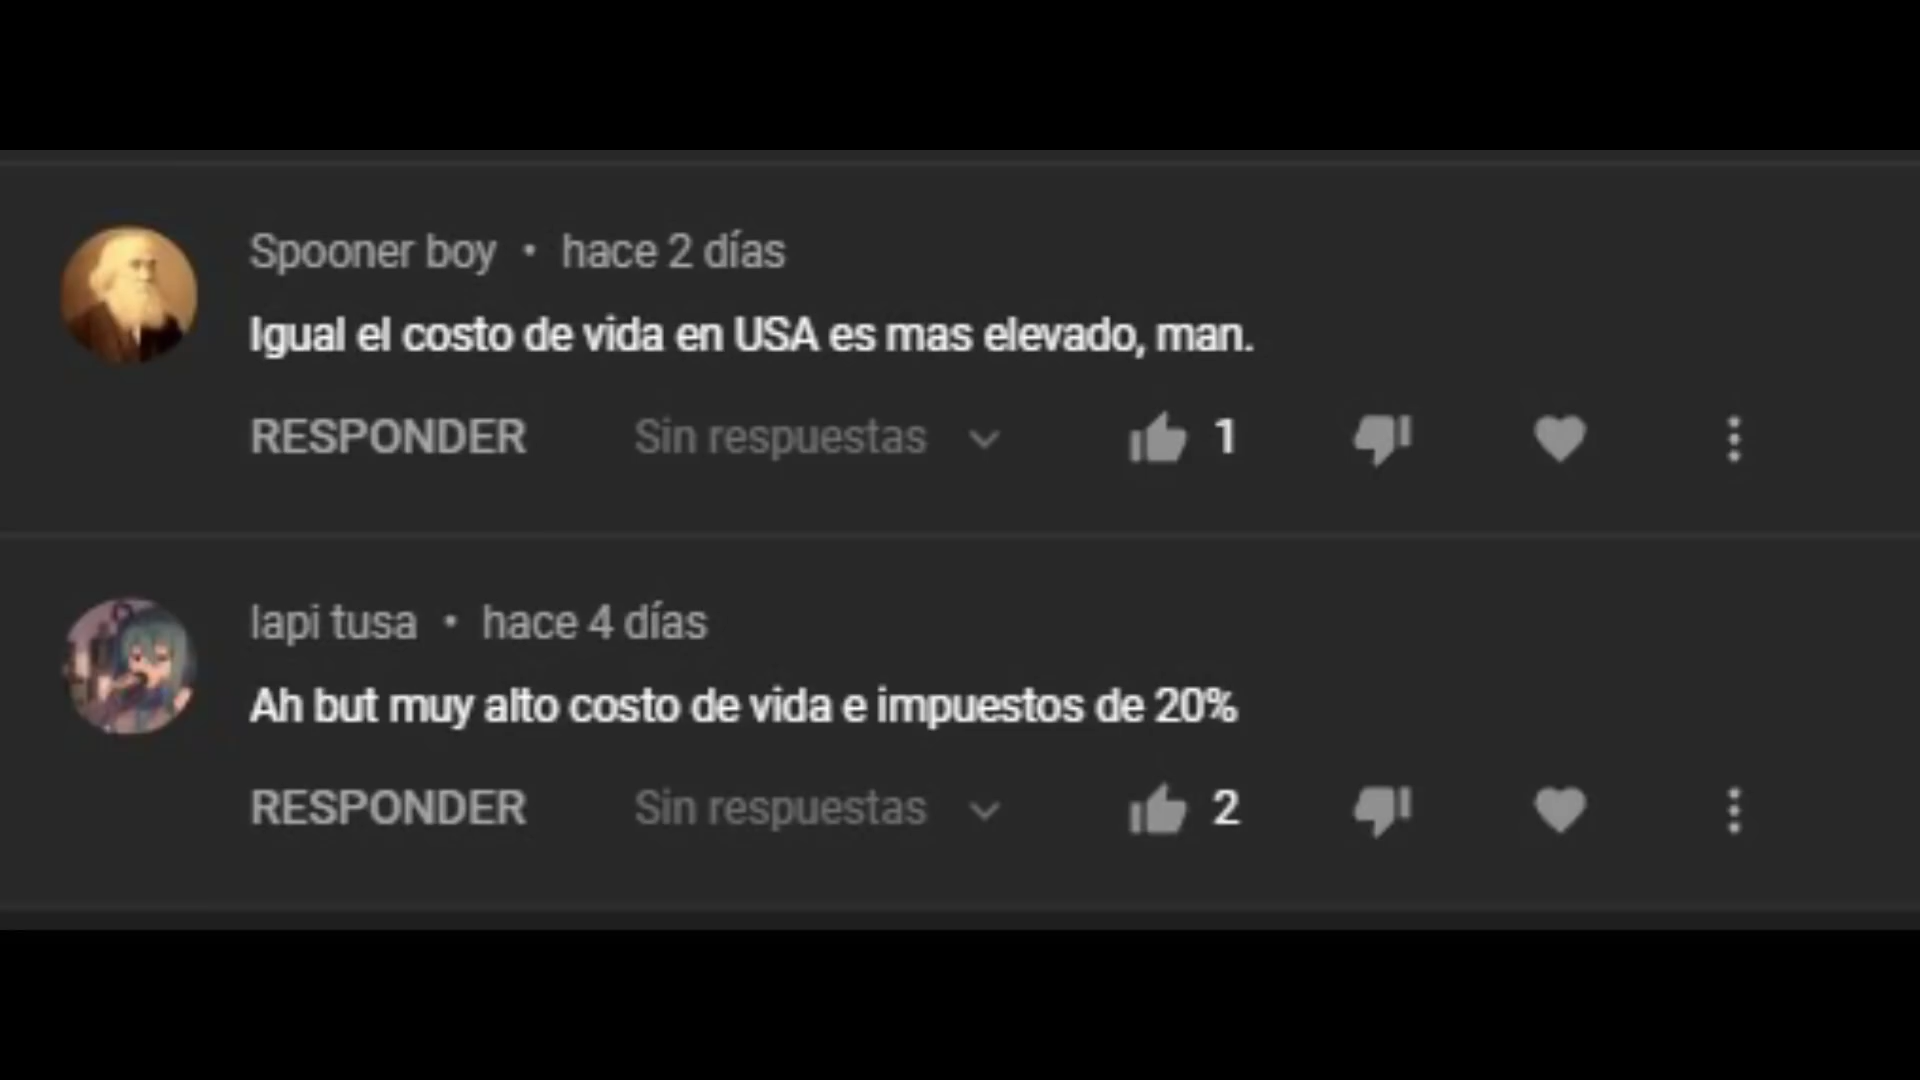 Spooner boy • hace 2 días
Igual el costo de vida en USA es mas elevado, man.
RESPONDER Sin respuestas 1
lapi tusa • hace 4 días
Ah but muy alto costo de vida e impuestos de 20%
RESPONDER Sin respuestas 2